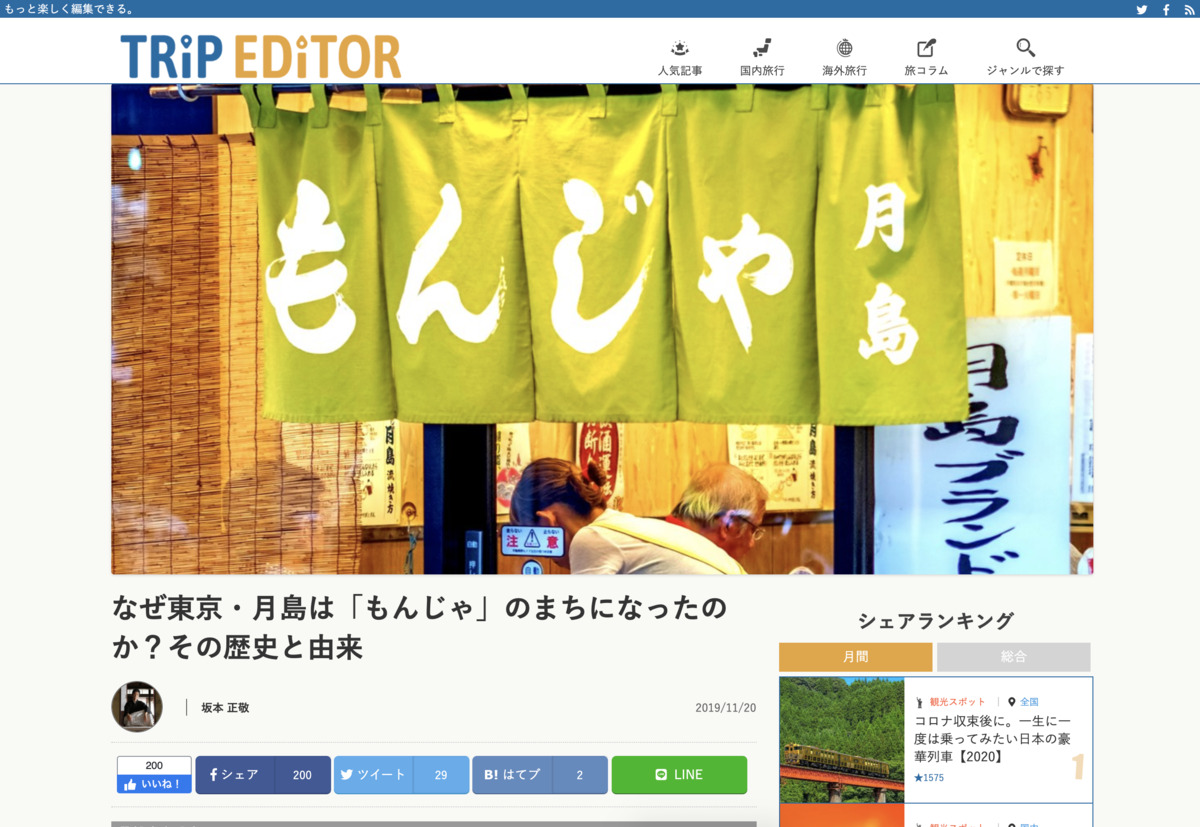 もっと楽しく編集できる。
TRiP EDiTOR
人気記事
国内旅行
海外旅行
旅コラム
ジャンルで探す
もんじゃ
月島
定休日
月島
月島
月島ブランド
注意
自動
なぜ東京・月島は「もんじゃ」のまちになったの
か？その歴史と由来
坂本 正敬
2019/11/20
200
いいね！
シェア
200
ツイート
29
B! はてブ
2
LINE
シェアランキング
月間
総合
観光スポット
全国
コロナ収束後に。一生に一
度は乗ってみたい日本の豪
華列車【2020】
★1575
1